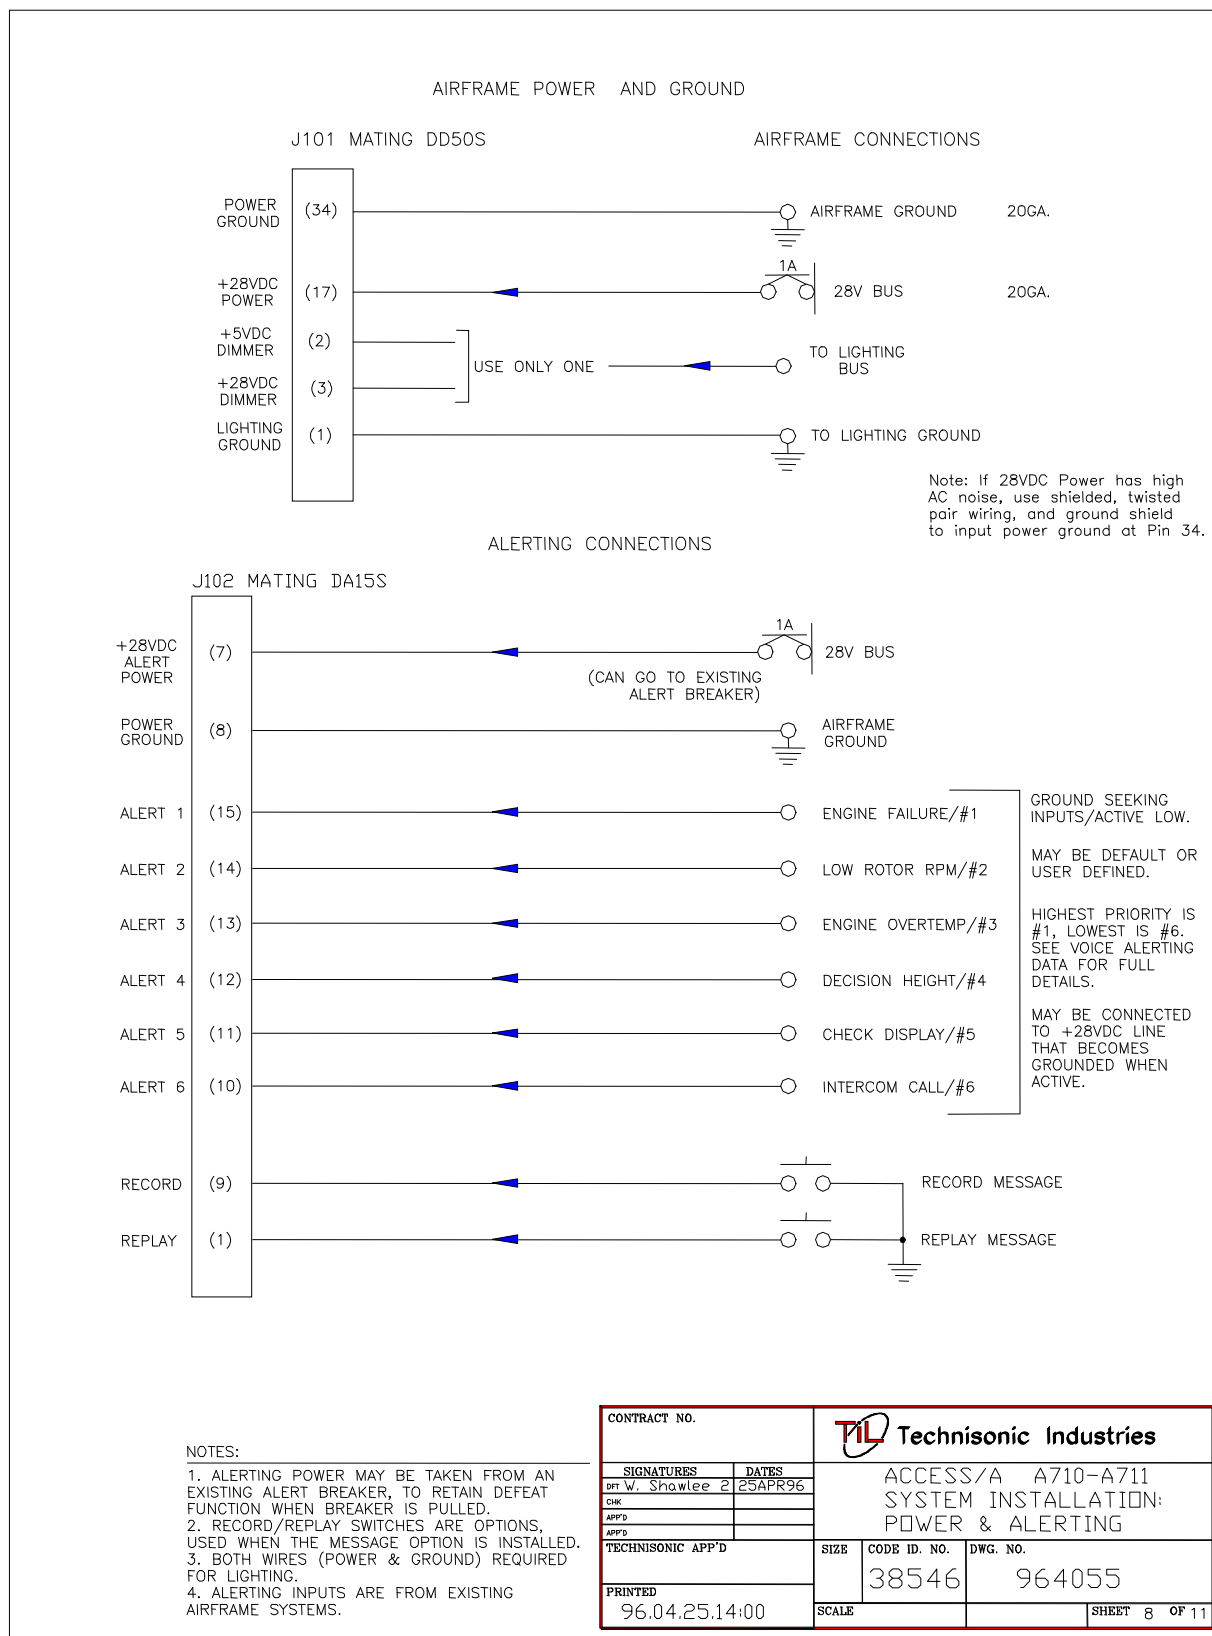 AIRFRAME POWER AND GROUND
J101 MATING DD50S
AIRFRAME CONNECTIONS
POWER
GROUND
(34)
AIRFRAME GROUND
20GA.
+28VDC
POWER
(17)
1A
28V BUS
20GA.
+5VDC
DIMMER
(2)
USE ONLY ONE
TO LIGHTING
BUS
+28VDC
DIMMER
(3)
LIGHTING
GROUND
(1)
TO LIGHTING GROUND
Note: If 28VDC Power has high
AC noise, use shielded, twisted
pair wiring, and ground shield
to input power ground at Pin 34.
ALERTING CONNECTIONS
J102 MATING DA15S
+28VDC
ALERT
POWER
(7)
1A
28V BUS
(CAN GO TO EXISTING
ALERT BREAKER)
POWER
GROUND
(8)
AIRFRAME
GROUND
ALERT 1
(15)
ENGINE FAILURE/#1
ALERT 2
(14)
LOW ROTOR RPM/#2
ALERT 3
(13)
ENGINE OVERTEMP/#3
ALERT 4
(12)
DECISION HEIGHT/#4
ALERT 5
(11)
CHECK DISPLAY/#5
ALERT 6
(10)
INTERCOM CALL/#6
GROUND SEEKING
INPUTS/ACTIVE LOW.
MAY BE DEFAULT OR
USER DEFINED.
HIGHEST PRIORITY IS
#1, LOWEST IS #6.
SEE VOICE ALERTING
DATA FOR FULL
DETAILS.
MAY BE CONNECTED
TO +28VDC LINE
THAT BECOMES
GROUNDED WHEN
ACTIVE.
RECORD
(9)
RECORD MESSAGE
REPLAY
(1)
REPLAY MESSAGE
NOTES:
1. ALERTING POWER MAY BE TAKEN FROM AN
EXISTING ALERT BREAKER, TO RETAIN DEFEAT
FUNCTION WHEN BREAKER IS PULLED.
2. RECORD/REPLAY SWITCHES ARE OPTIONS,
USED WHEN THE MESSAGE OPTION IS INSTALLED.
3. BOTH WIRES (POWER & GROUND) REQUIRED
FOR LIGHTING.
4. ALERTING INPUTS ARE FROM EXISTING
AIRFRAME SYSTEMS.
CONTRACT NO.
SIGNATURES DATES
DFT W. Shawlee 2 25APR96
CHK
APP'D
APP'D
TECHNISONIC APP'D
PRINTED
96.04.25.14:00
TiL Technisonic Industries
ACCESS/A A710-A711
SYSTEM INSTALLATION:
POWER & ALERTING
SIZE
CODE ID. NO.
38546
DWG. NO.
964055
SCALE
SHEET 8 OF 11